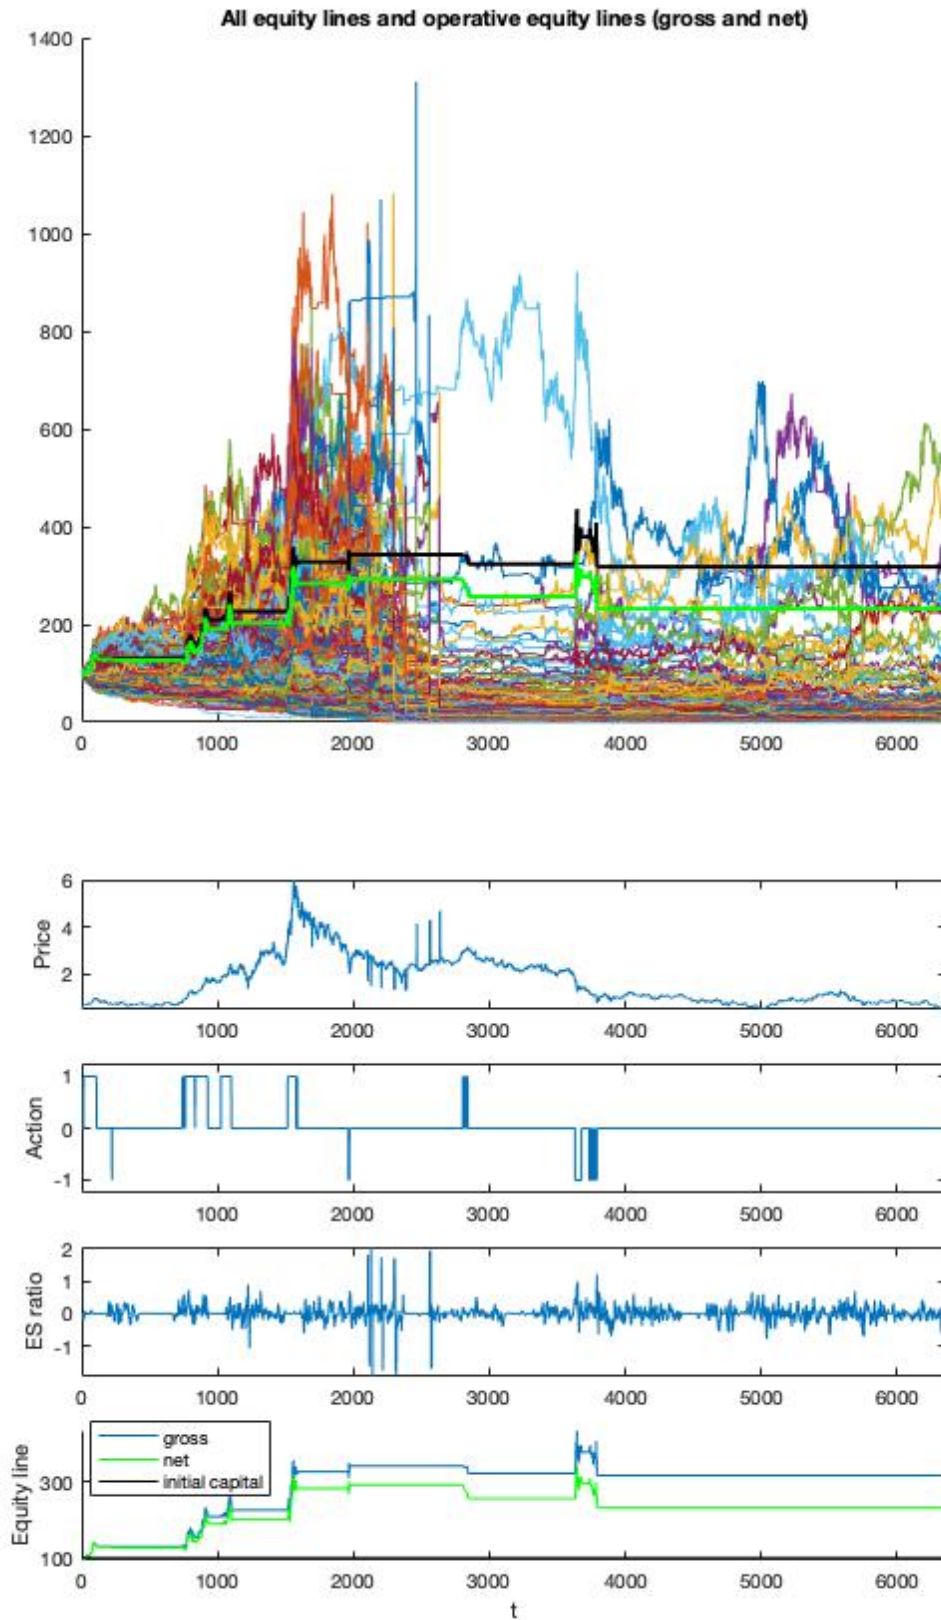 All equity lines and operative equity lines (gross and net)
1400
1200
1000
800
600
400
200
0
0 1000 2000 3000 4000 5000 6000
Price
6
4
2
1000 2000 3000 4000 5000 6000
Action
1
0
-1
1000 2000 3000 4000 5000 6000
ES ratio
2
1
0
-1
1000 2000 3000 4000 5000 6000
Equity line
300
100
gross
net
initial capital
0 1000 2000 3000 4000 5000 6000
t